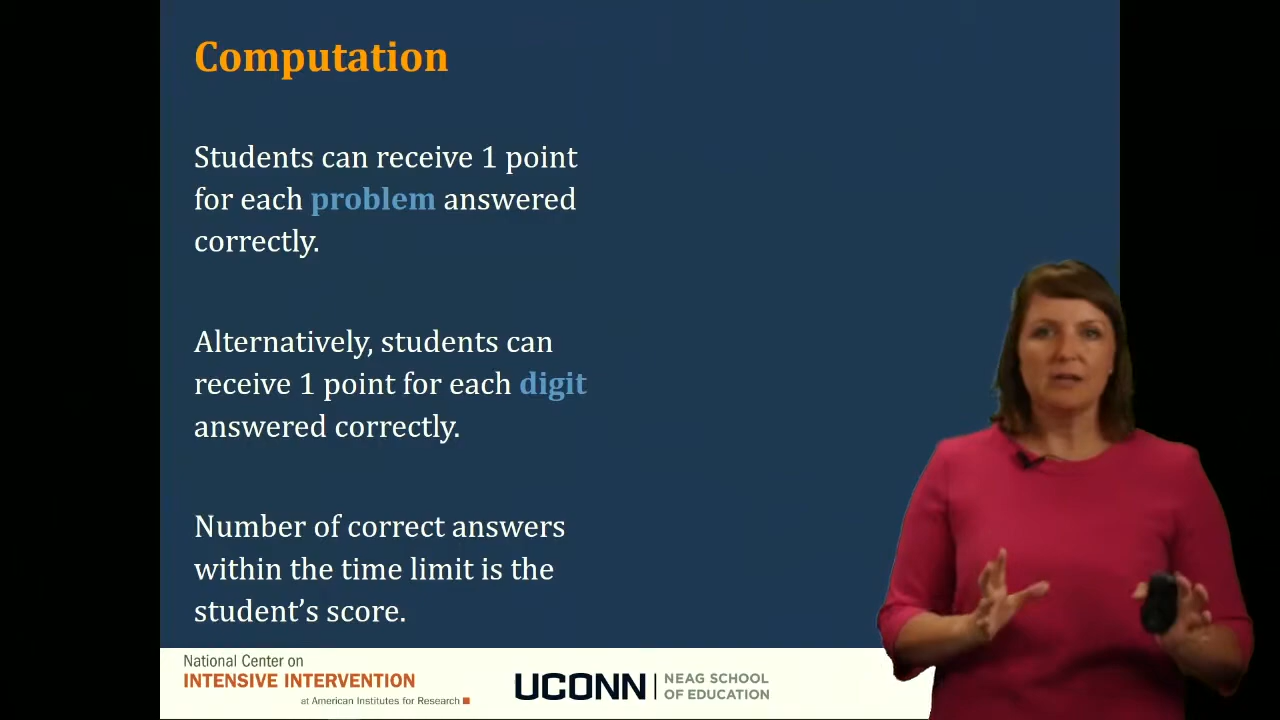 Computation
Students can receive 1 point
for each problem answered
correctly.
Alternatively, students can
receive 1 point for each digit
answered correctly.
Number of correct answers
within the time limit is the
student's score.
National Center on
INTENSIVE INTERVENTION
at American Institutes for Research
UCONN
NEAG SCHOOL
OF EDUCATION